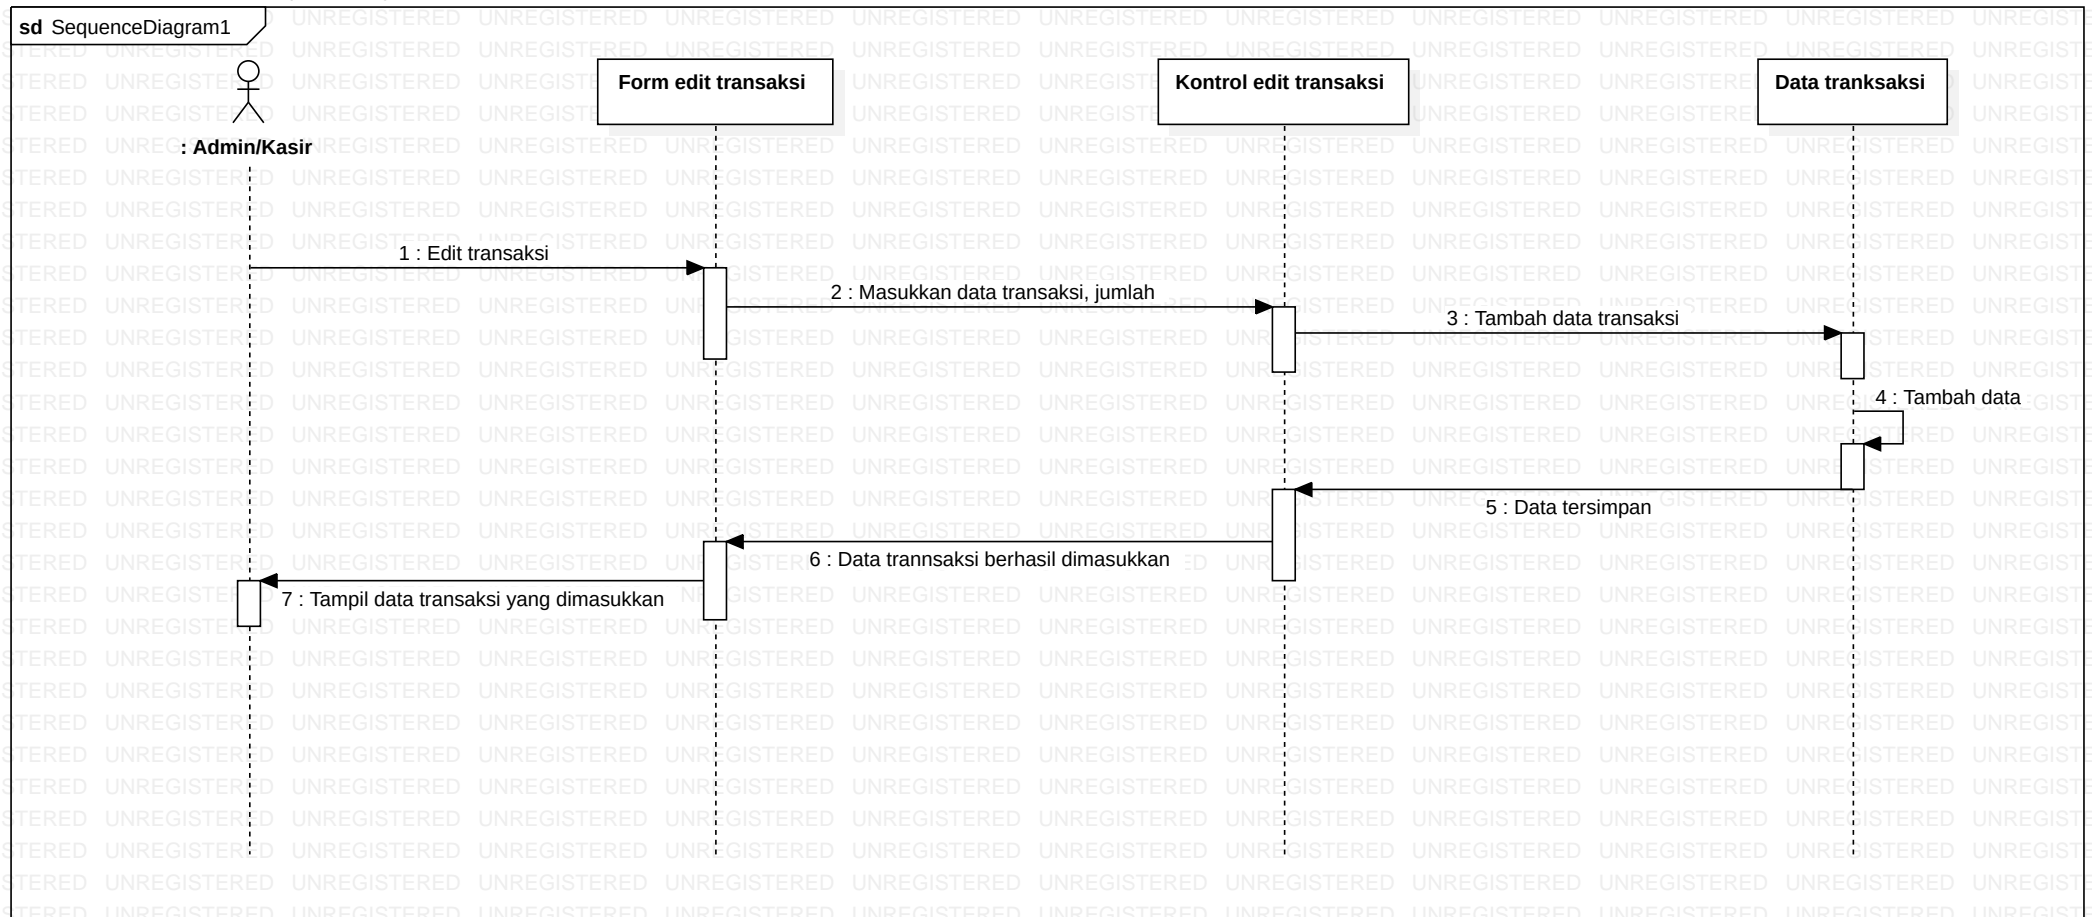 sd SequenceDiagram1
: Admin/Kasir
Form edit transaksi
Kontrol edit transaksi
Data tranksaksi
1 : Edit transaksi
2 : Masukkan data transaksi, jumlah
3 : Tambah data transaksi
4 : Tambah data
5 : Data tersimpan
6 : Data trannsaksi berhasil dimasukkan
7 : Tampil data transaksi yang dimasukkan
UNREGISTERED